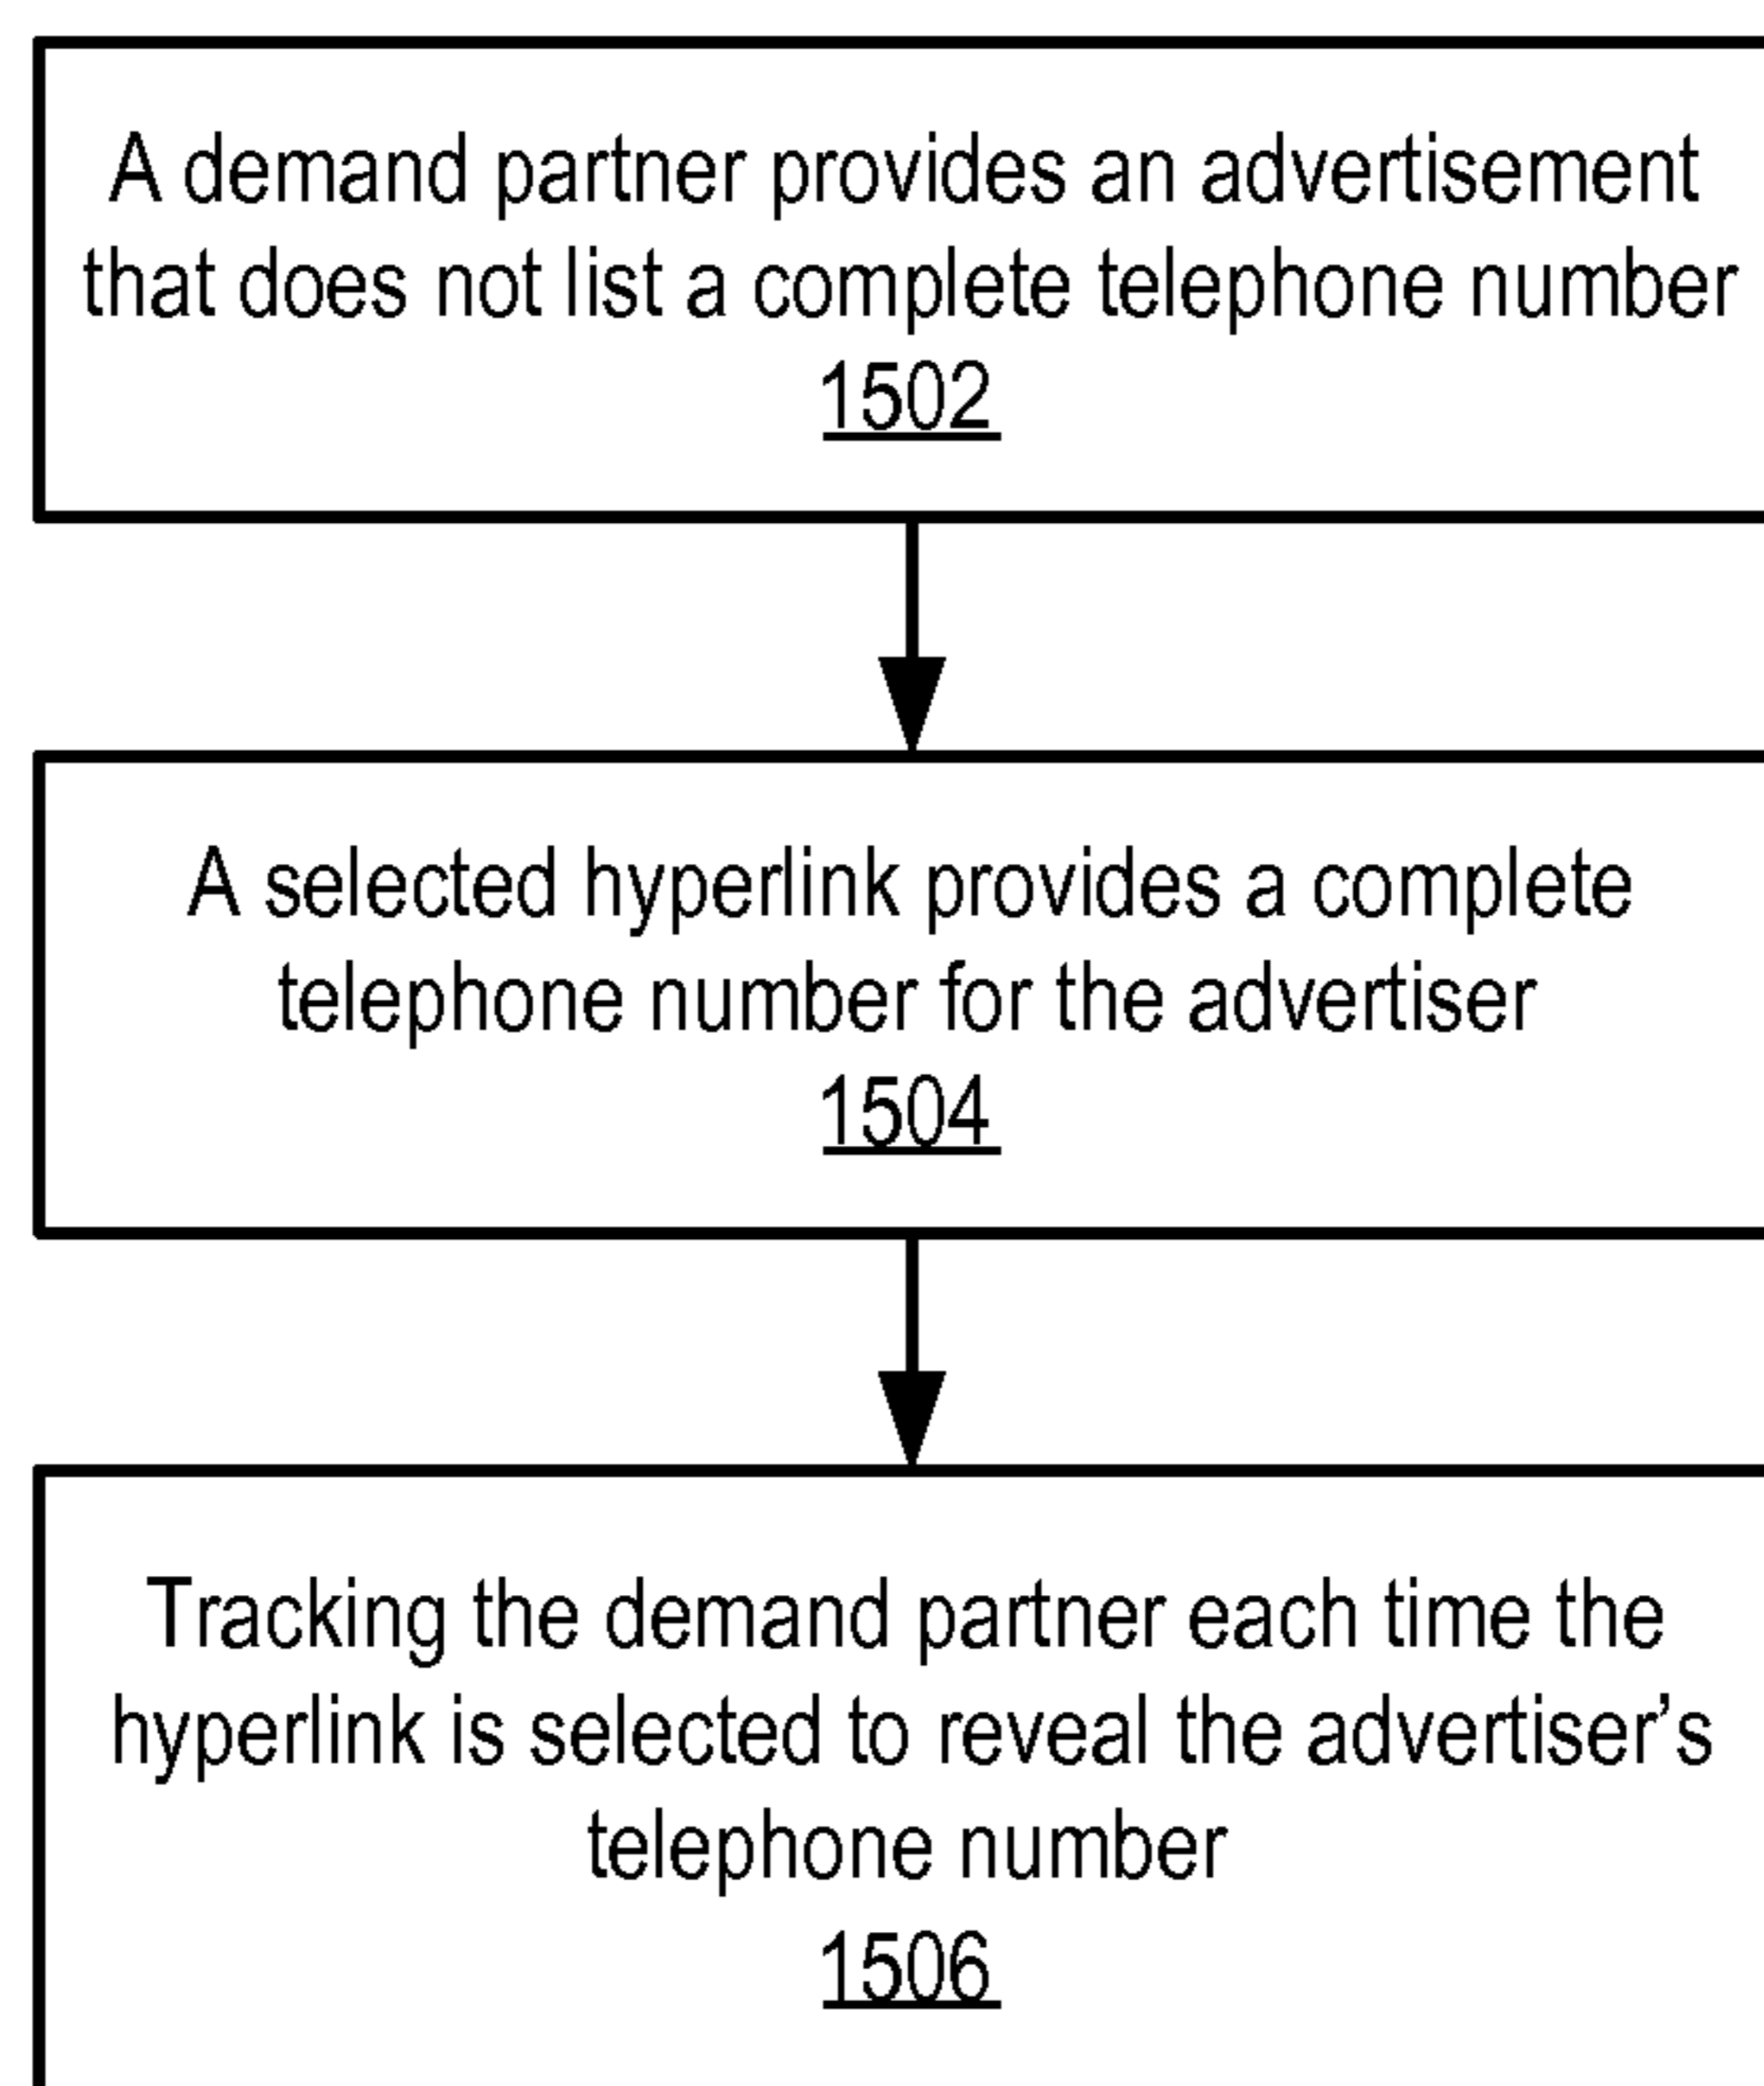 A demand partner provides an advertisement
that does not list a complete telephone number
1502
A selected hyperlink provides a complete
telephone number for the advertiser
1504
Tracking the demand partner each time the
hyperlink is selected to reveal the advertiser’s
telephone number
1506